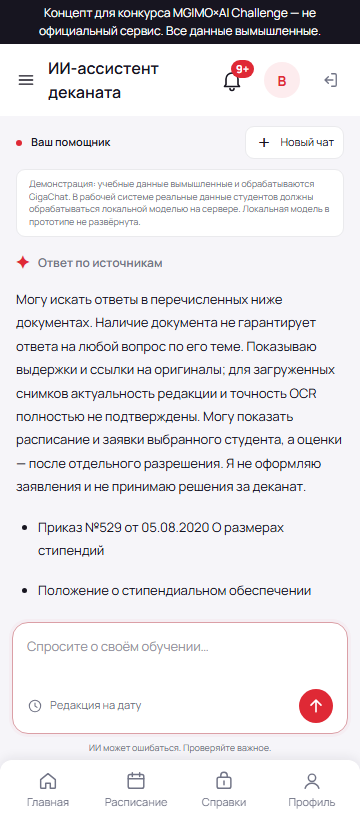 Концепт для конкурса MGIMO×AI Challenge — не
официальный сервис. Все данные вымышленные.
ИИ-ассистент
деканата
9+
В
Ваш помощник
+ Новый чат
Демонстрация: учебные данные вымышленные и обрабатываются
GigaChat. В рабочей системе реальные данные студентов должны
обрабатываться локальной моделью на сервере. Локальная модель в
прототипе не развёрнута.
Ответ по источникам
Могу искать ответы в перечисленных ниже
документах. Наличие документа не гарантирует
ответа на любой вопрос по его теме. Показываю
выдержки и ссылки на оригиналы; для загруженных
снимков актуальность редакции и точность OCR
полностью не подтверждены. Могу показать
расписание и заявки выбранного студента, а оценки
— после отдельного разрешения. Я не оформляю
заявления и не принимаю решения за деканат.
• Приказ №529 от 05.08.2020 О размерах
стипендий
• Положение о стипендиальном обеспечении
Спросите о своём обучении…
Редакция на дату
ИИ может ошибаться. Проверяйте важное.
Главная
Расписание
Справки
Профиль